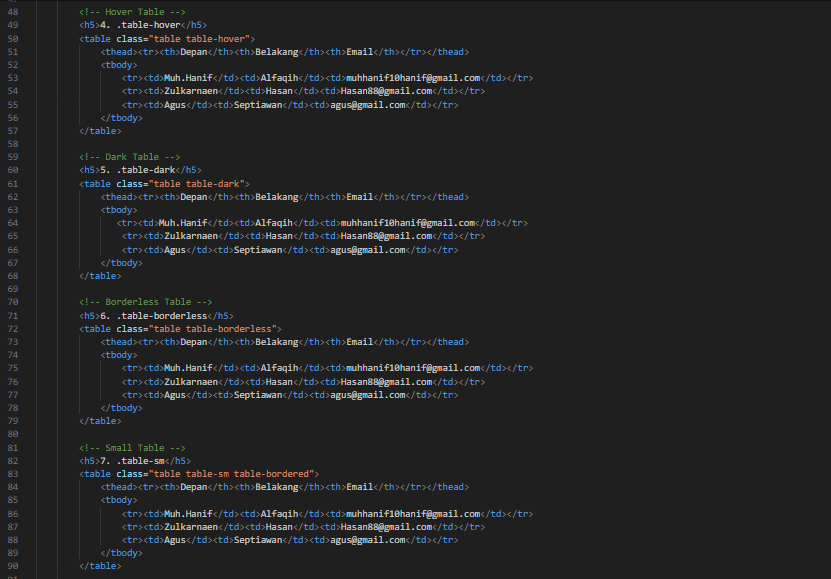 48 <!-- Hover Table -->
49 <h5>4. .table-hover</h5>
50 <table class="table table-hover">
51 <thead><tr><th>Depan</th><th>Belakang</th><th>Email</th></tr></thead>
52 <tbody>
53 <tr><td>Muh.Hanif</td><td>Alfaqih</td><td>muhhanif10hanif@gmail.com</td></tr>
54 <tr><td>Zulkarnaen</td><td>Hasan</td><td>Hasan88@gmail.com</td></tr>
55 <tr><td>Agus</td><td>Septiawan</td><td>agus@gmail.com</td></tr>
56 </tbody>
57 </table>
58
59 <!-- Dark Table -->
60 <h5>5. .table-dark</h5>
61 <table class="table table-dark">
62 <thead><tr><th>Depan</th><th>Belakang</th><th>Email</th></tr></thead>
63 <tbody>
64 <tr><td>Muh.Hanif</td><td>Alfaqih</td><td>muhhanif10hanif@gmail.com</td></tr>
65 <tr><td>Zulkarnaen</td><td>Hasan</td><td>Hasan88@gmail.com</td></tr>
66 <tr><td>Agus</td><td>Septiawan</td><td>agus@gmail.com</td></tr>
67 </tbody>
68 </table>
69
70 <!-- Borderless Table -->
71 <h5>6. .table-borderless</h5>
72 <table class="table table-borderless">
73 <thead><tr><th>Depan</th><th>Belakang</th><th>Email</th></tr></thead>
74 <tbody>
75 <tr><td>Muh.Hanif</td><td>Alfaqih</td><td>muhhanif10hanif@gmail.com</td></tr>
76 <tr><td>Zulkarnaen</td><td>Hasan</td><td>Hasan88@gmail.com</td></tr>
77 <tr><td>Agus</td><td>Septiawan</td><td>agus@gmail.com</td></tr>
78 </tbody>
79 </table>
80
81 <!-- Small Table -->
82 <h5>7. .table-sm</h5>
83 <table class="table table-sm table-bordered">
84 <thead><tr><th>Depan</th><th>Belakang</th><th>Email</th></tr></thead>
85 <tbody>
86 <tr><td>Muh.Hanif</td><td>Alfaqih</td><td>muhhanif10hanif@gmail.com</td></tr>
87 <tr><td>Zulkarnaen</td><td>Hasan</td><td>Hasan88@gmail.com</td></tr>
88 <tr><td>Agus</td><td>Septiawan</td><td>agus@gmail.com</td></tr>
89 </tbody>
90 </table>